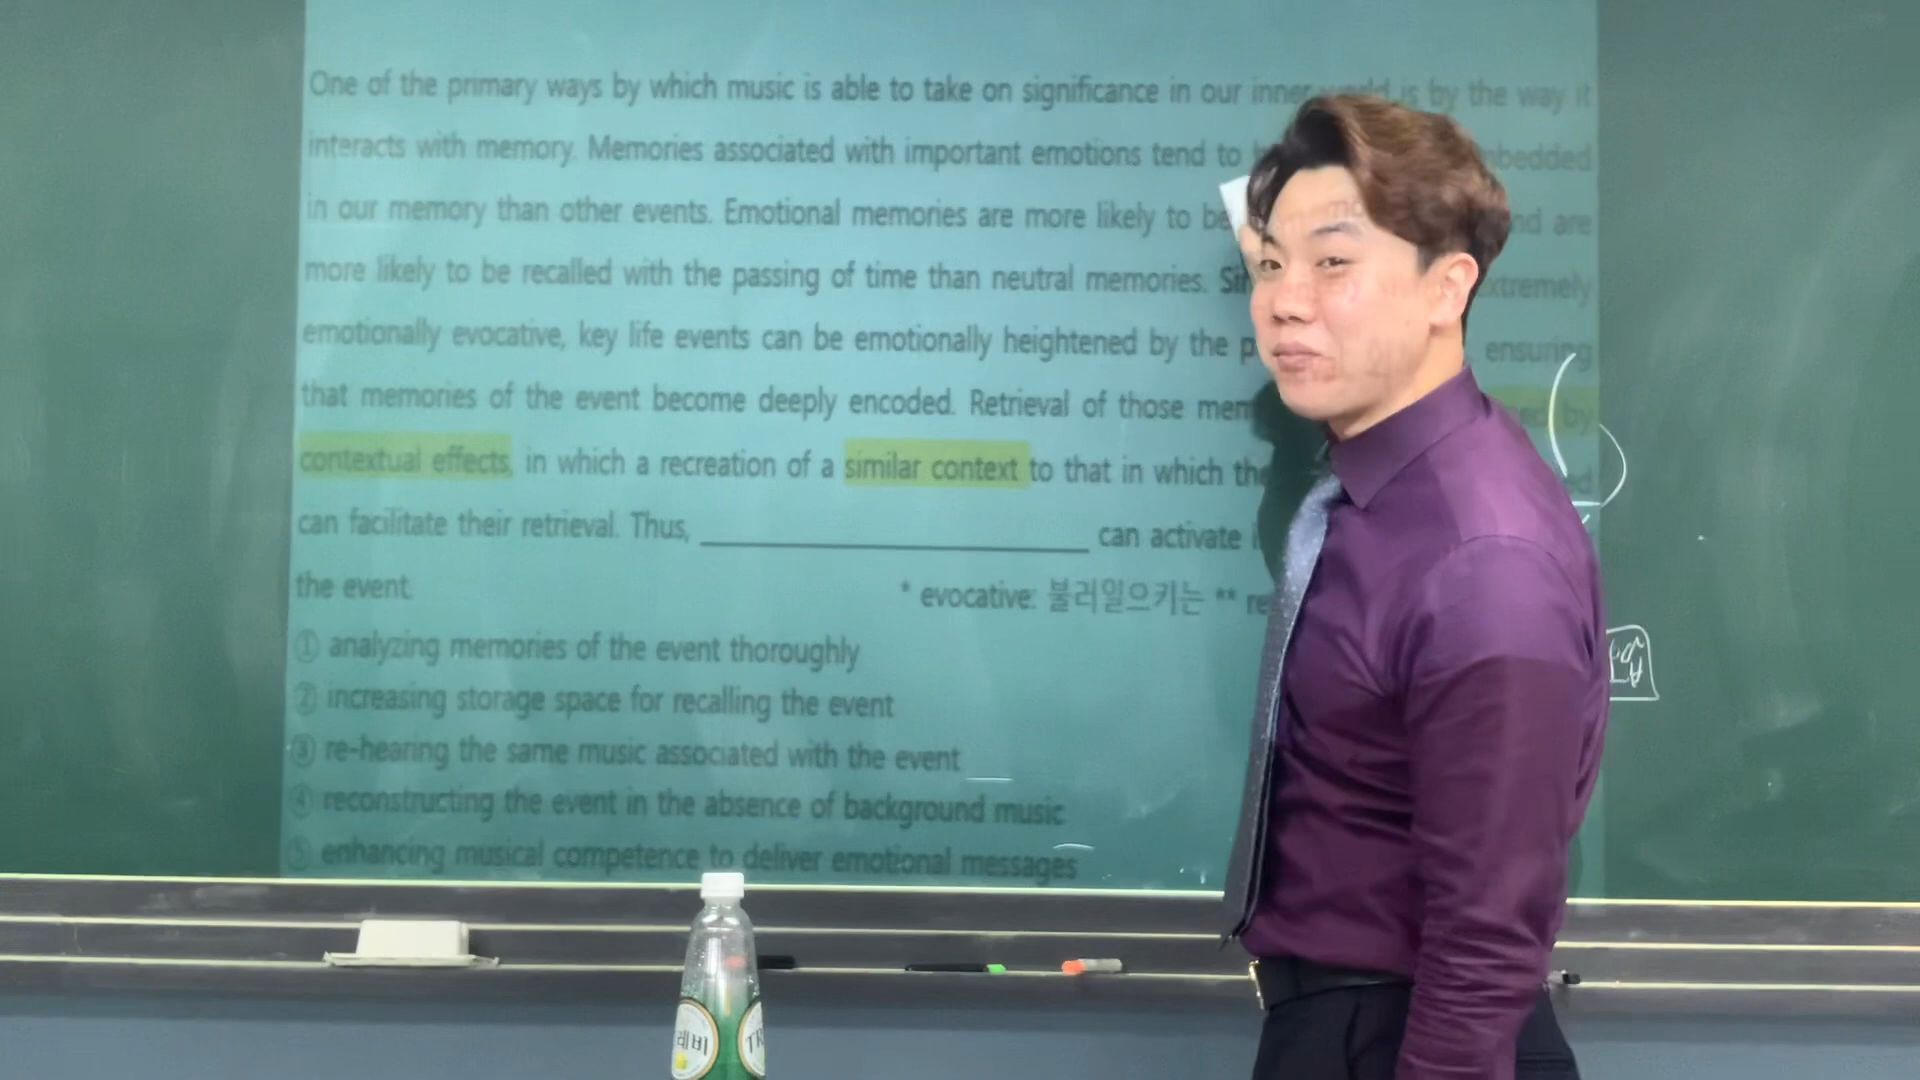 One of the primary ways by which music is able to take on significance in our inner world is by the way it
interacts with memory. Memories associated with important emotions tend to embedded
in our memory than other events. Emotional memories are more likely to be and are
more likely to be recalled with the passing of time than neutral memories. extremely
emotionally evocative, key life events can be emotionally heightened by the ensuring
that memories of the event become deeply encoded. Retrieval of those by
contextual effects, in which a recreation of a similar context to that in which
can facilitate their retrieval. Thus, can activate
the event.
* evocative: 불러일으키는 **
① analyzing memories of the event thoroughly
② increasing storage space for recalling the event
③ re-hearing the same music associated with the event
④ reconstructing the event in the absence of background music
⑤ enhancing musical competence to deliver emotional messages
레비
TR